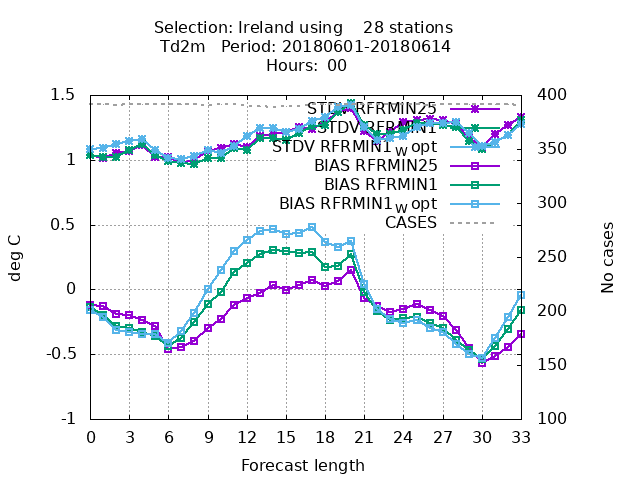 Selection: Ireland using    28 stations
Td2m   Period: 20180601-20180614
Hours:  00
1.5
1
0.5
0
-0.5
-1
deg C
400
350
300
250
200
150
100
No cases
STDV RFRMIN25
STDV RFRMIN1
STDV RFRMIN1w opt
BIAS RFRMIN25
BIAS RFRMIN1
BIAS RFRMIN1w opt
CASES
0 3 6 9 12 15 18 21 24 27 30 33
Forecast length